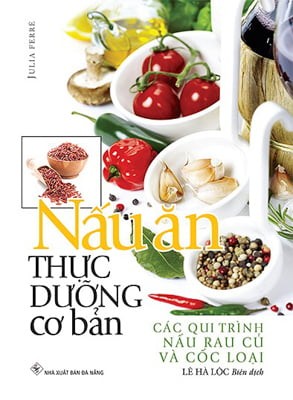 JULIA FERRE
Nấu ăn
THỰC
DƯỠNG
cơ bản
CÁC QUI TRÌNH
NẤU RAU CỦ
VÀ CỐC LOẠI
LÊ HÀ LỘC Biên dịch
NHÀ XUẤT BẢN ĐÀ NẴNG